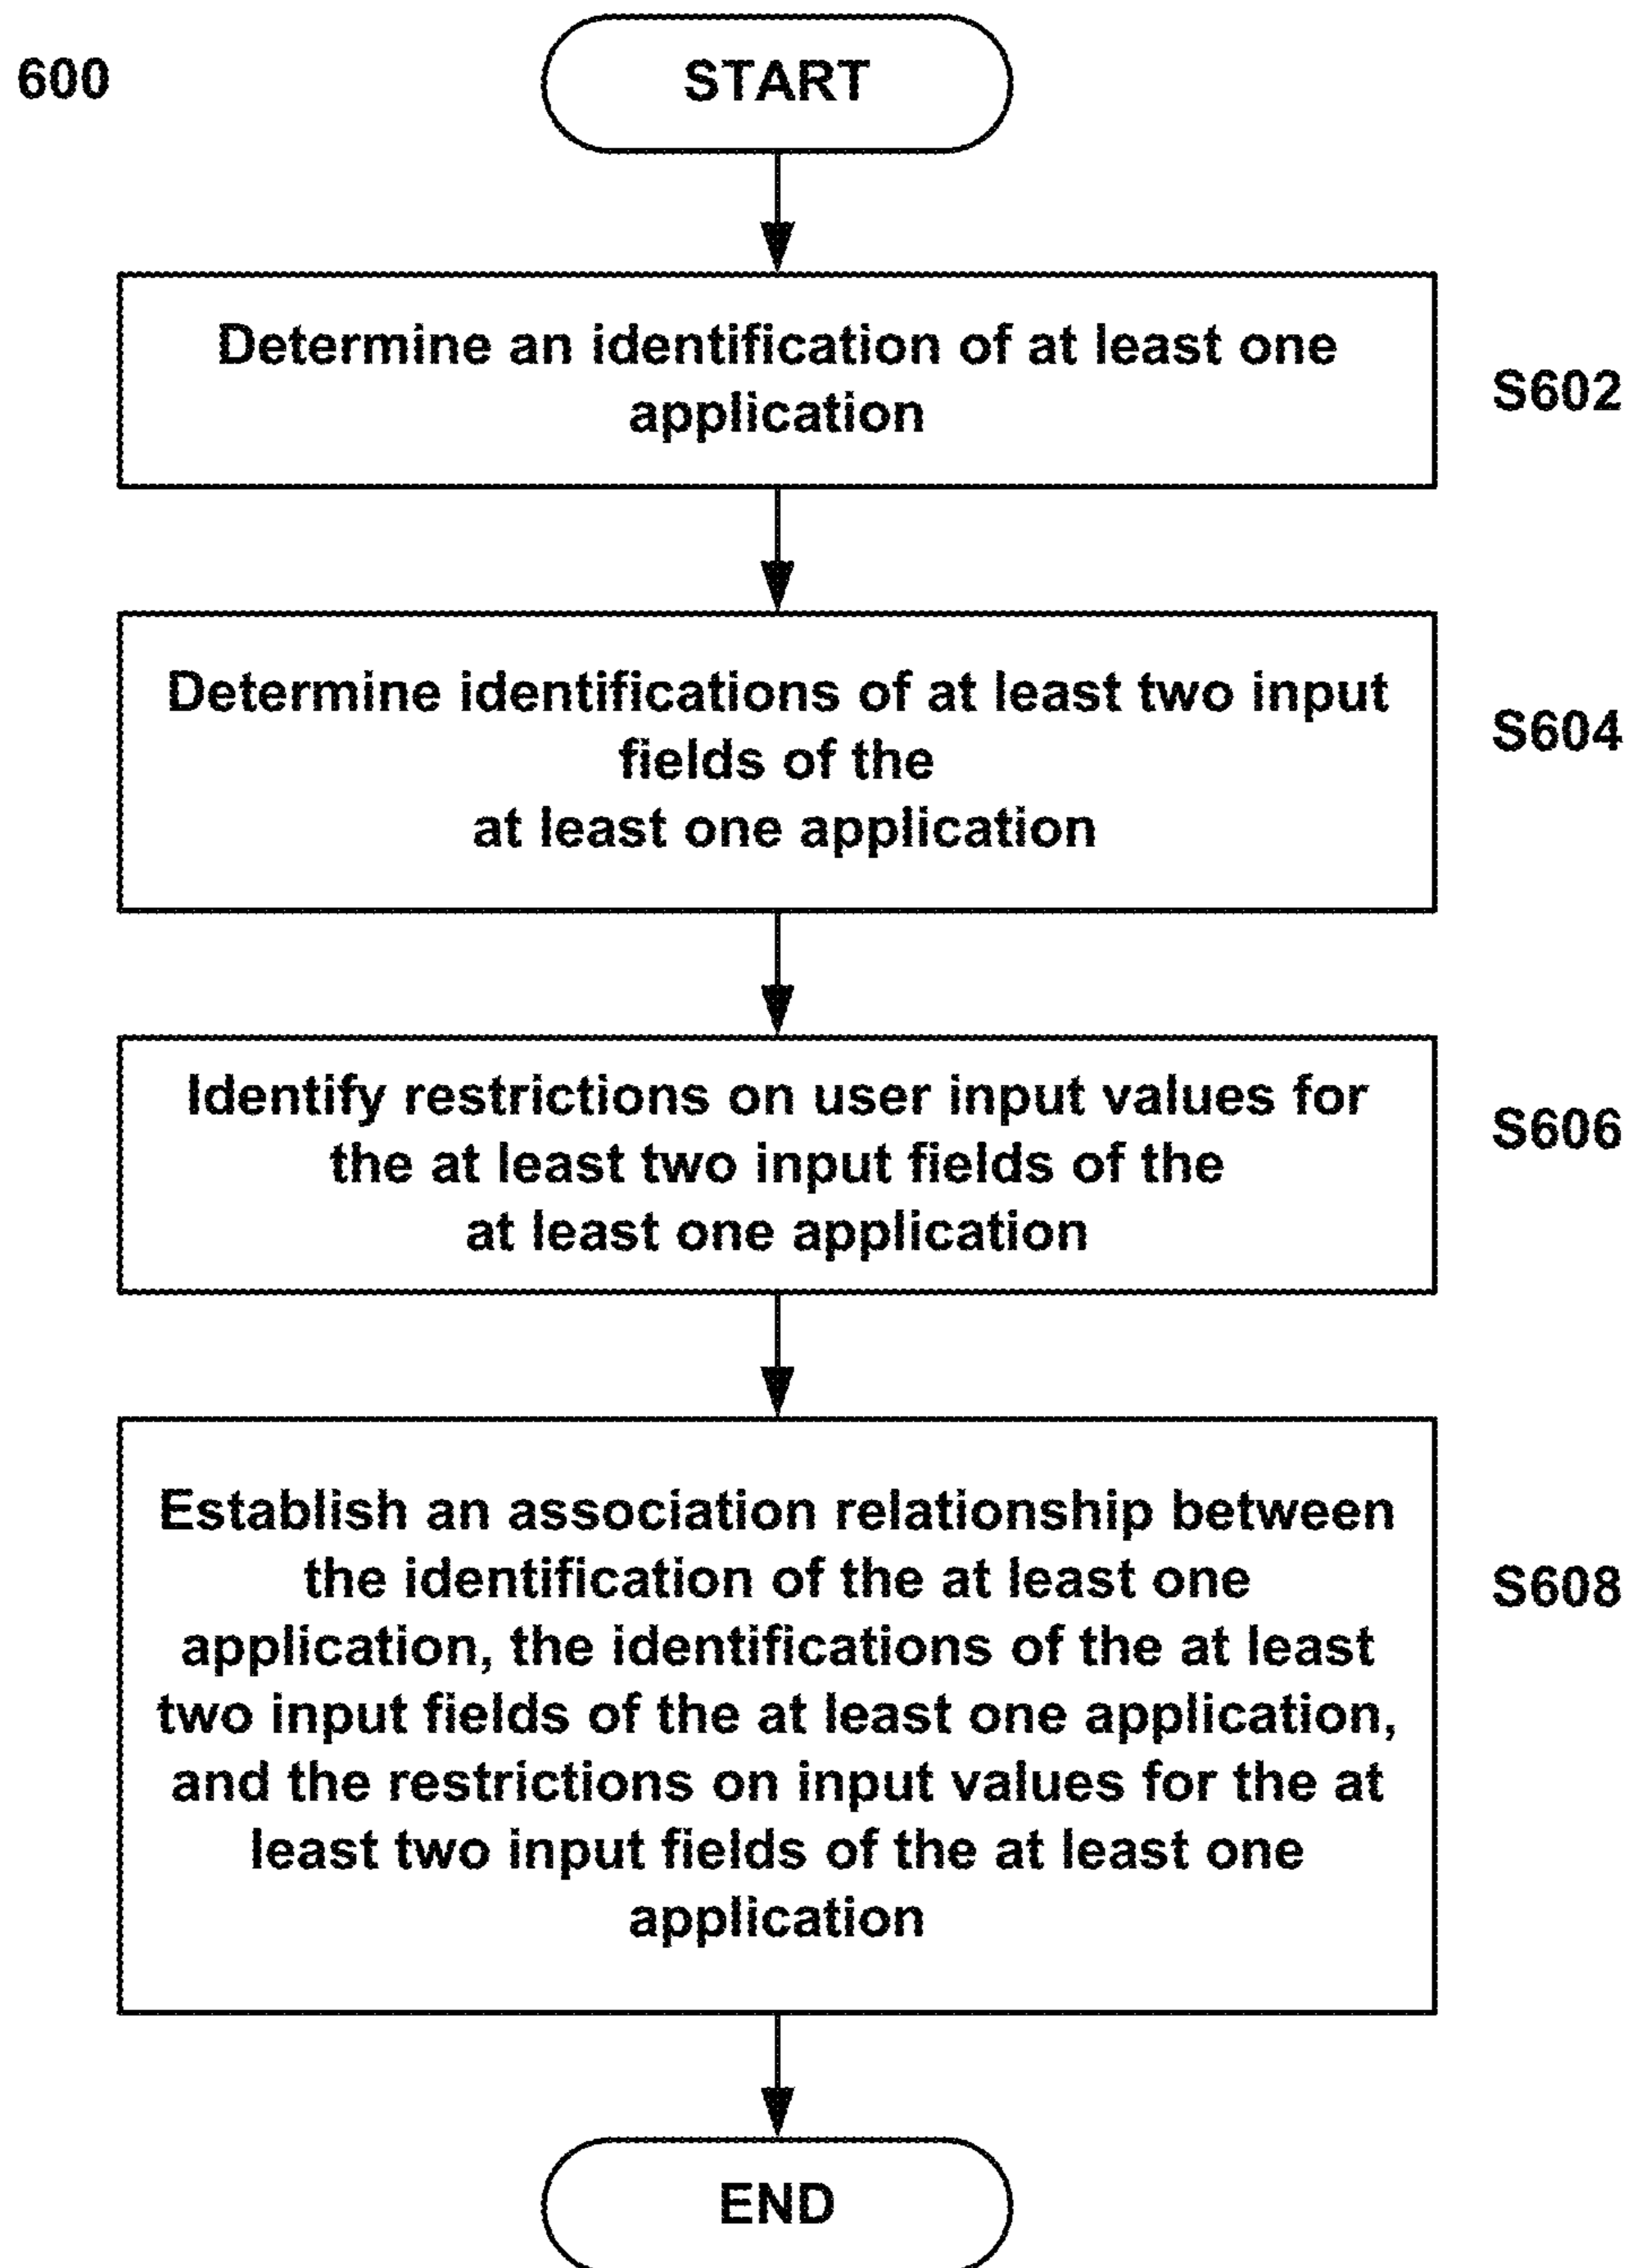 600
START
Determine an identification of at least one
application
S602
Determine identifications of at least two input
fields of the
at least one application
S604
Identify restrictions on user input values for
the at least two input fields of the
at least one application
S606
Establish an association relationship between
the identification of the at least one
application, the identifications of the at least
two input fields of the at least one application,
and the restrictions on input values for the at
least two input fields of the at least one
application
S608
END